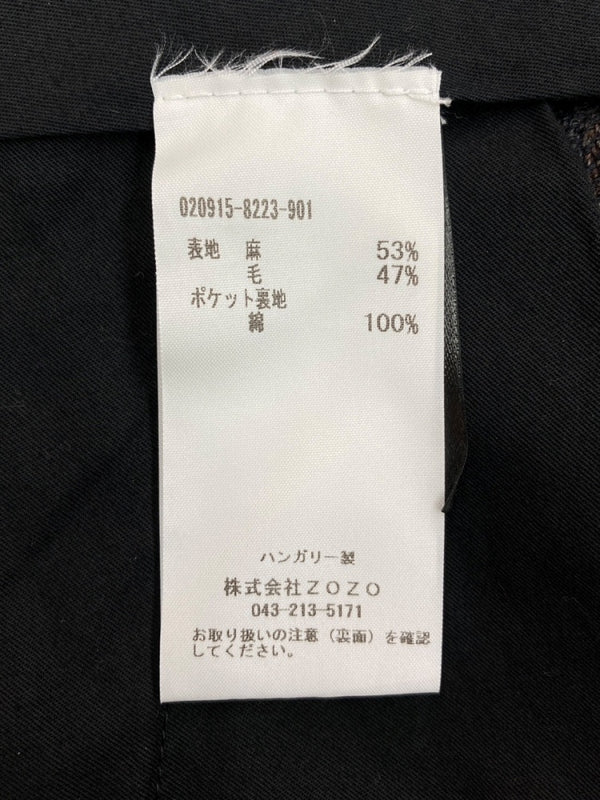 020915-8223-901
表地 麻 53%
毛 47%
ポケット裏地
綿 100%
ハンガリー製
株式会社ZOZO
043-213-5171
お取り扱いの注意（裏面）を確認
してください。